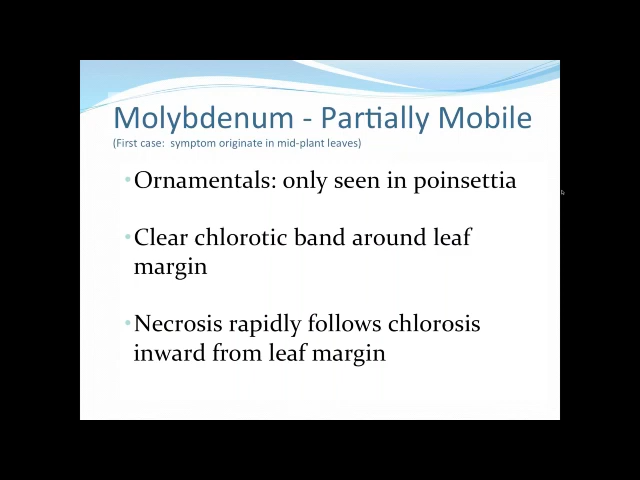 Molybdenum - Partially Mobile
(First case:  symptom originate in mid-plant leaves)
•Ornamentals: only seen in poinsettia
•Clear chlorotic band around leaf
margin
•Necrosis rapidly follows chlorosis
inward from leaf margin